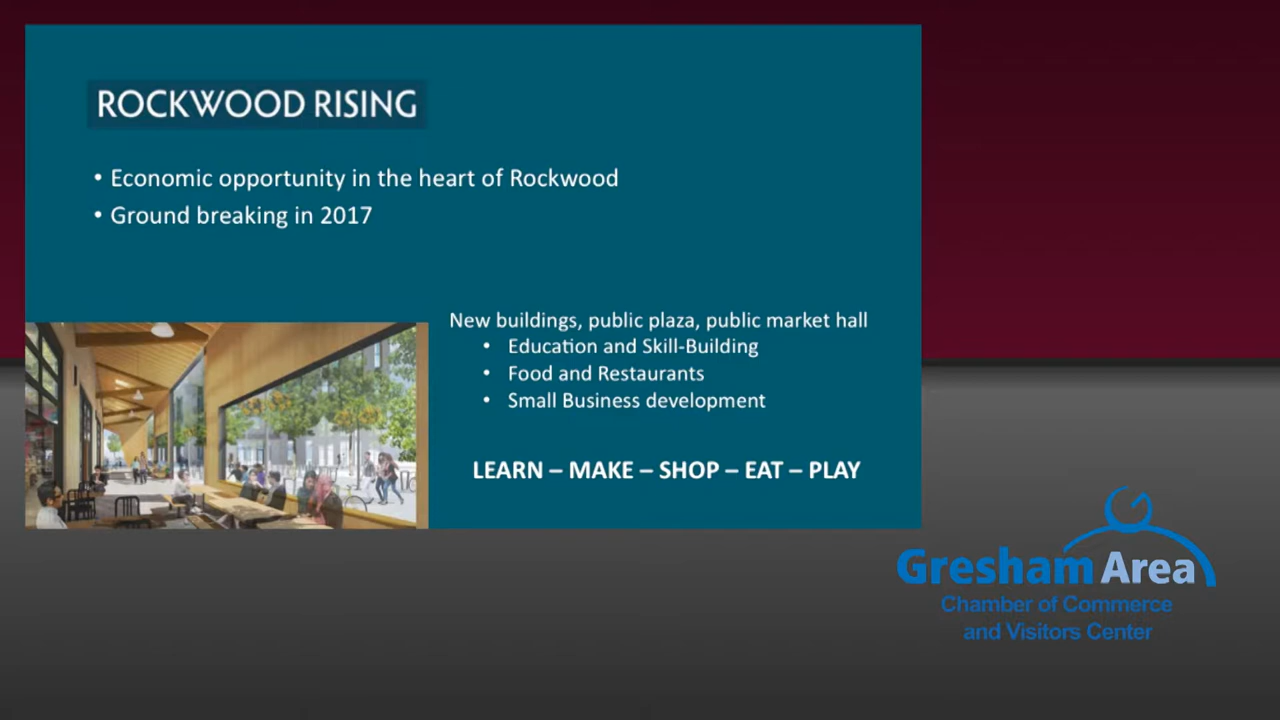 ROCKWOOD RISING
• Economic opportunity in the heart of Rockwood
• Ground breaking in 2017
New buildings, public plaza, public market hall
• Education and Skill-Building
• Food and Restaurants
• Small Business development
LEARN – MAKE – SHOP – EAT – PLAY
Gresham Area
Chamber of Commerce
and Visitors Center